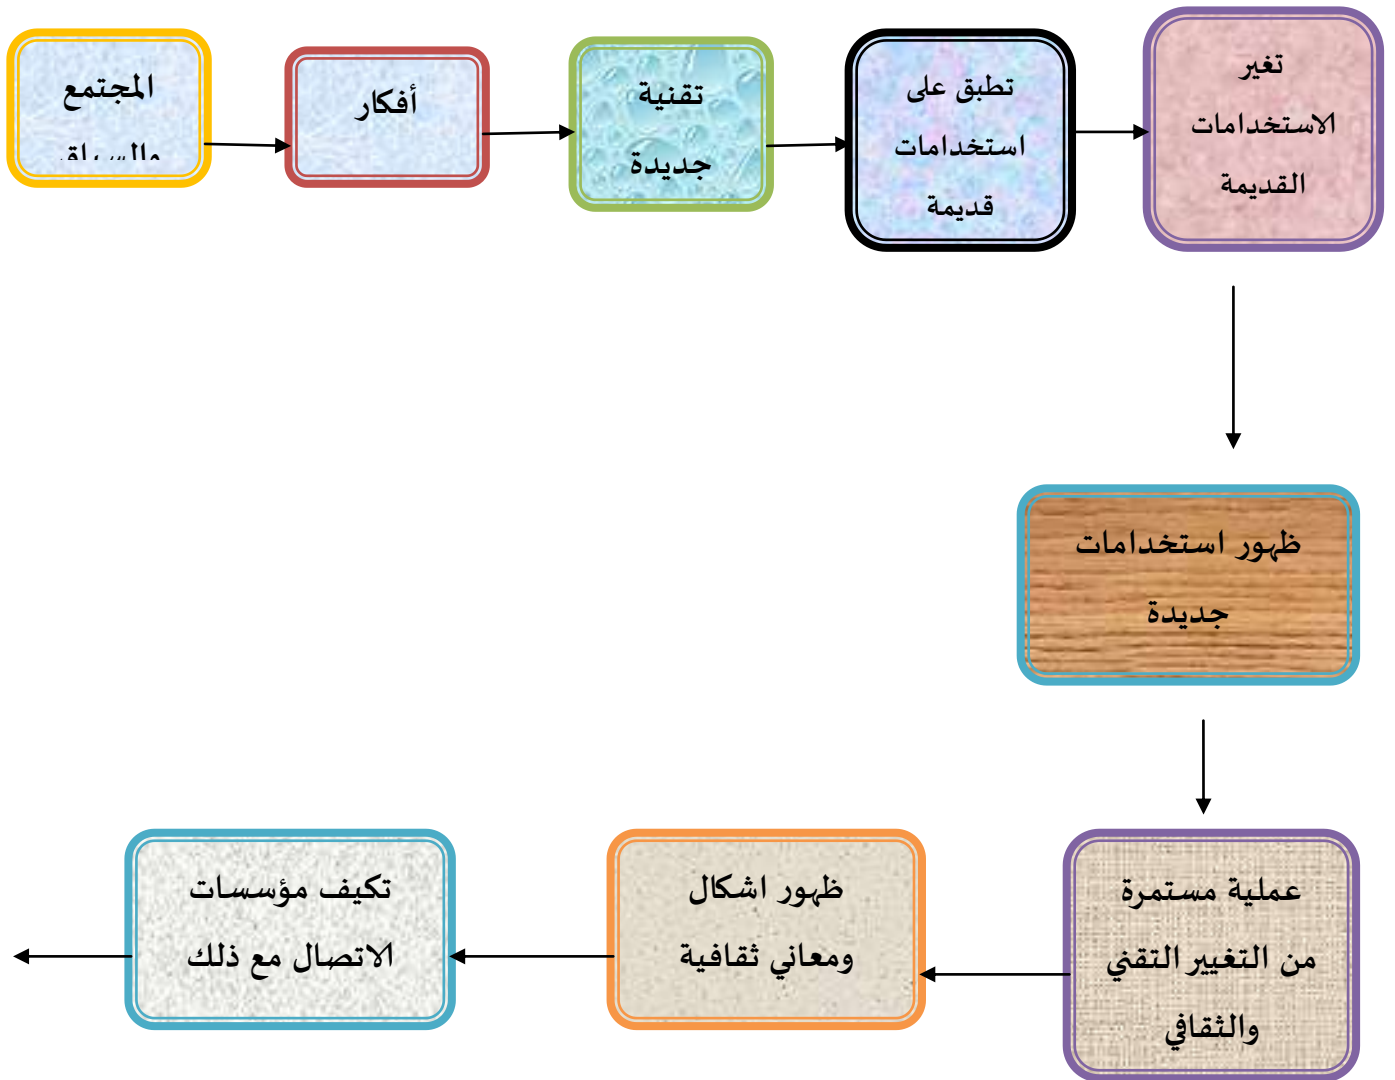 المجتمع
أفكار
تقنية
جديدة
تطبق على
استخدامات
قديمة
تغير
الاستخدامات
القديمة
ظهور استخدامات
جديدة
عملية مستمرة
من التغيير التقني
والثقافي
ظهور اشكال
ومعاني ثقافية
تكيف مؤسسات
الاتصال مع ذلك